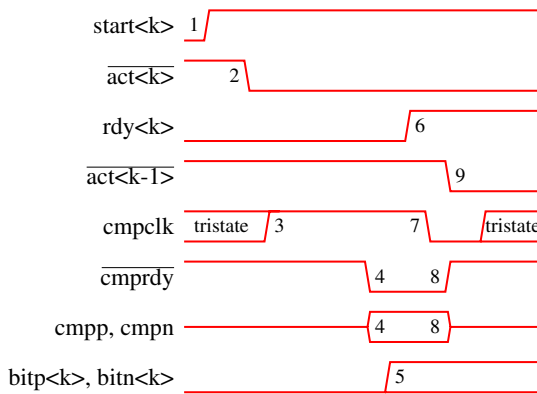 start<k> 1
act<k> 2
rdy<k> 6
act<k-1> 9
cmpclk tristate 3 7 tristate
cmprdy 4 8
cmpp, cmpn 4 8
bitp<k>, bitn<k> 5